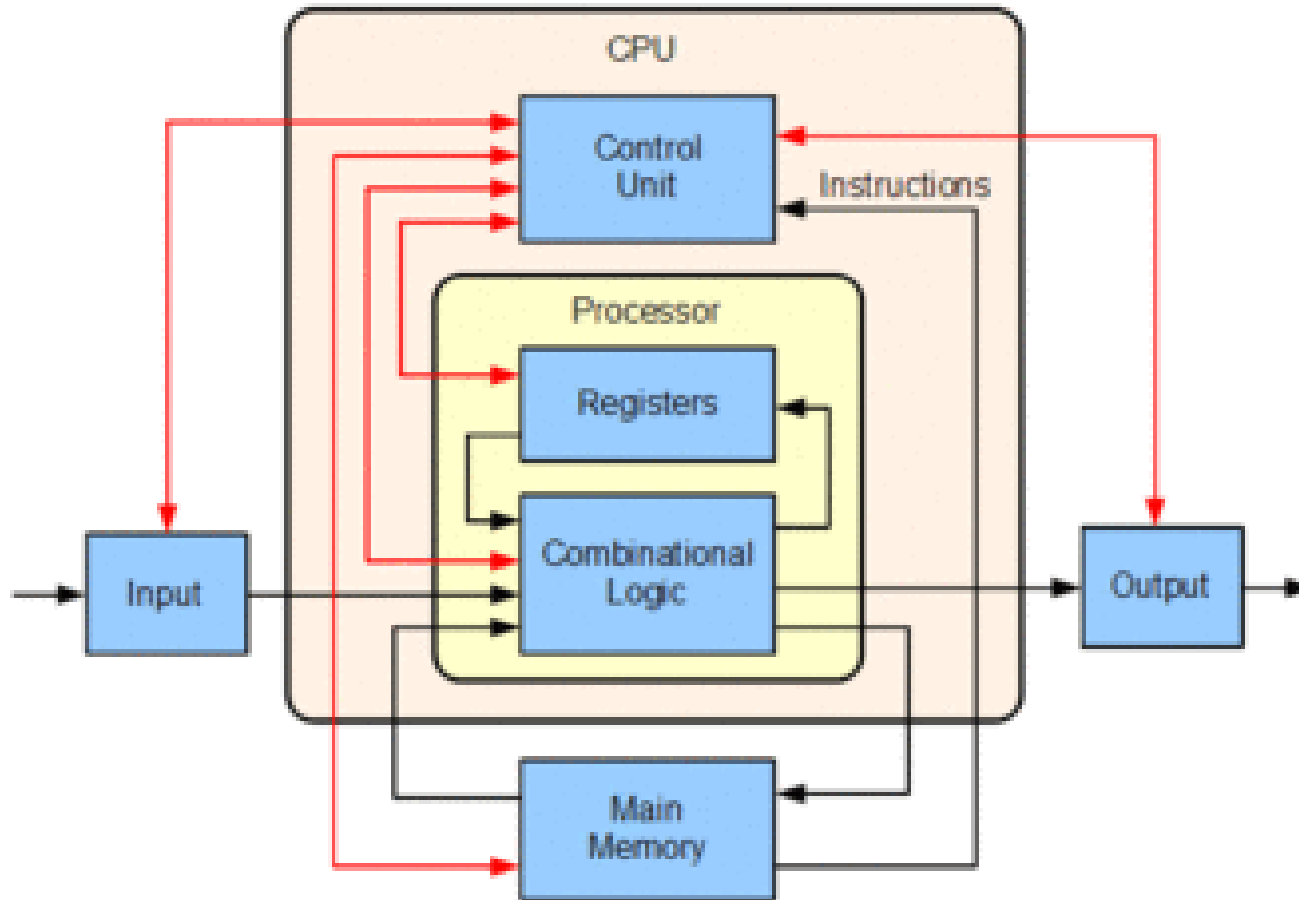 CPU
Control
Unit
Instructions
Processor
Registers
Combinational
Logic
Input
Output
Main
Memory